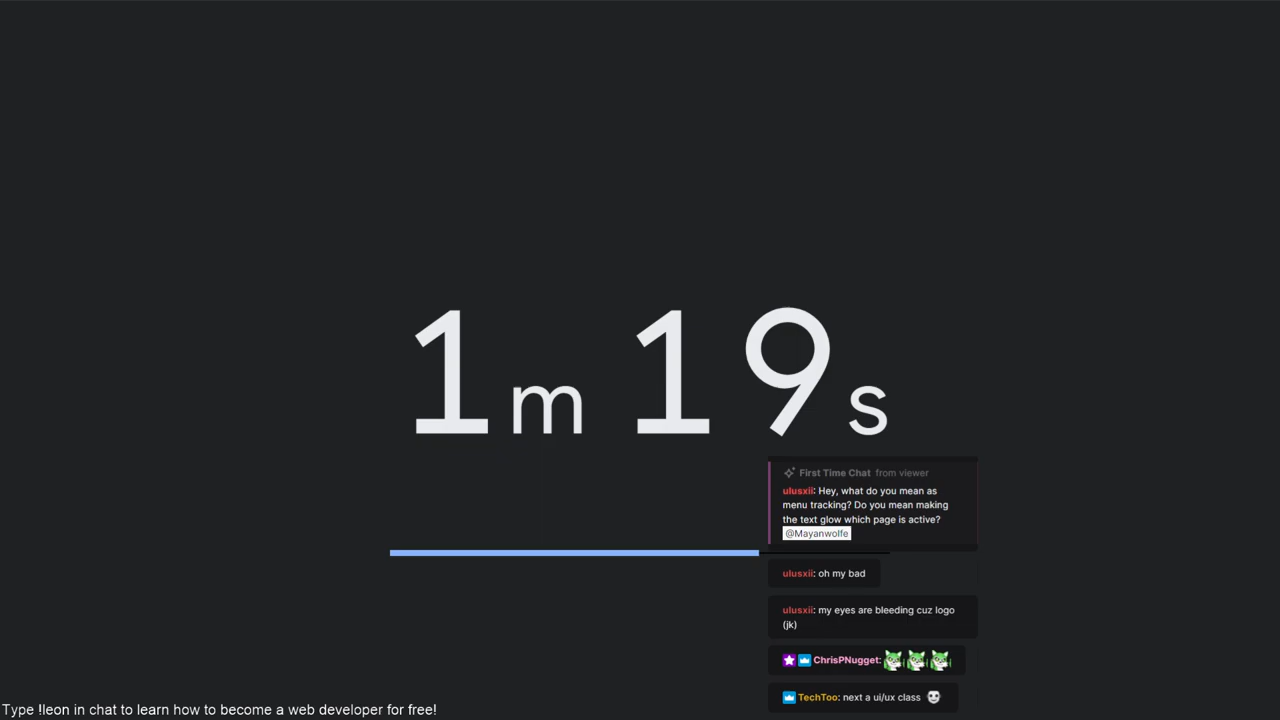 1m 19s
First Time Chat from viewer
ulusxii: Hey, what do you mean as
menu tracking? Do you mean making
the text glow which page is active?
@Mayanwolfe
ulusxii: oh my bad
ulusxii: my eyes are bleeding cuz logo
(jk)
ChrisPNugget:
TechToo: next a ui/ux class
Type !leon in chat to learn how to become a web developer for free!